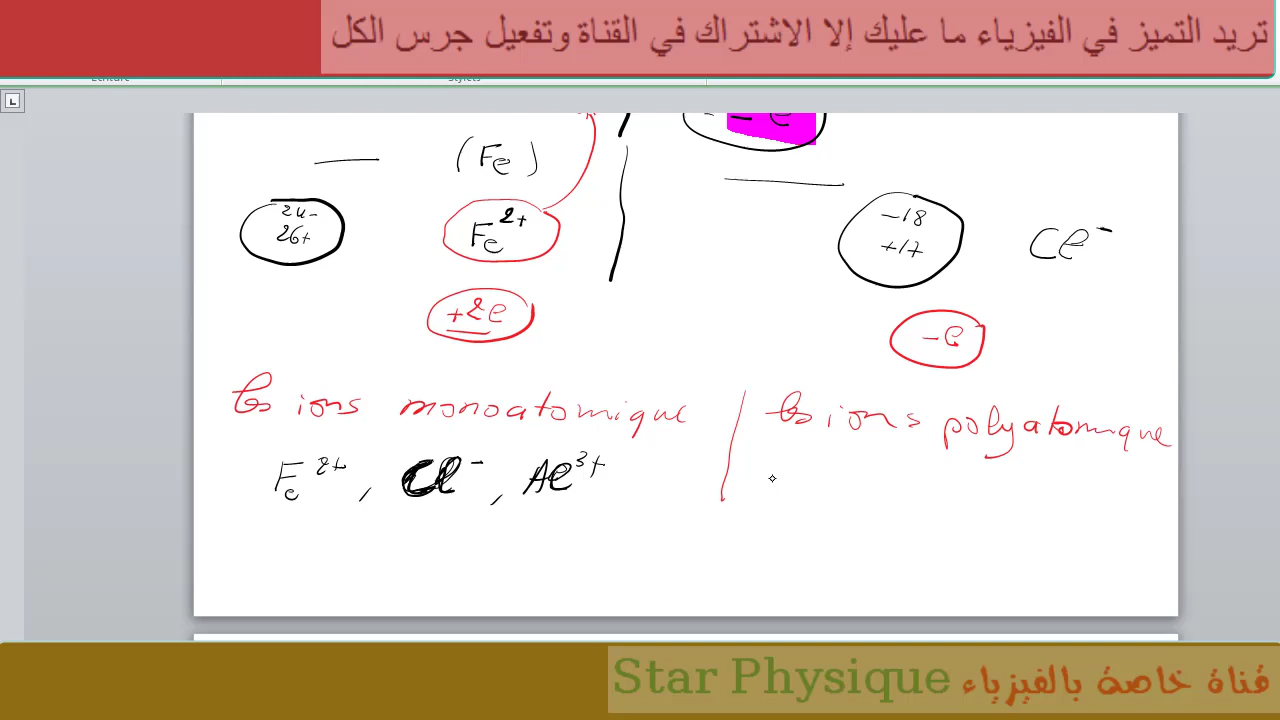 تريد التميز في الفيزياء ما عليك إلا الاشتراك في القناة وتفعيل جرس الكل
(Fe)
24-
26+
Fe2+
-18
+17
Cl-
+2e
-e
les ions monoatomique
les ions polyatomique
Fe2+, Cl-, Al3+
Star Physique قناة خاصة بالفيزياء